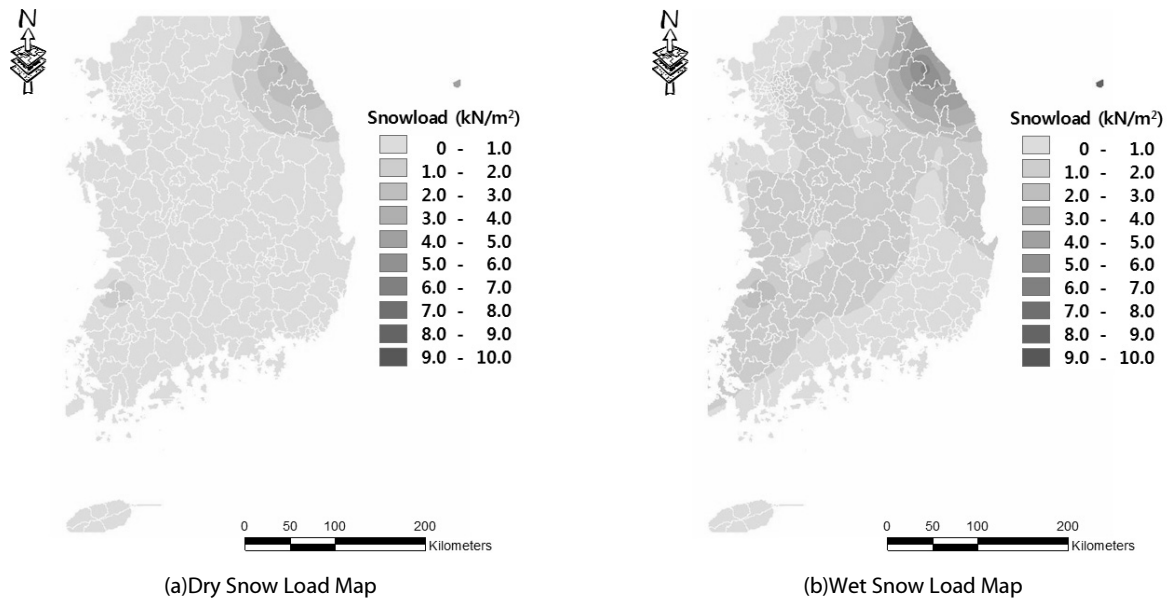 N
Snowload (kN/m²)
0 - 1.0
1.0 - 2.0
2.0 - 3.0
3.0 - 4.0
4.0 - 5.0
5.0 - 6.0
6.0 - 7.0
7.0 - 8.0
8.0 - 9.0
9.0 - 10.0
0 50 100 200
Kilometers
(a)Dry Snow Load Map
N
Snowload (kN/m²)
0 - 1.0
1.0 - 2.0
2.0 - 3.0
3.0 - 4.0
4.0 - 5.0
5.0 - 6.0
6.0 - 7.0
7.0 - 8.0
8.0 - 9.0
9.0 - 10.0
0 50 100 200
Kilometers
(b)Wet Snow Load Map